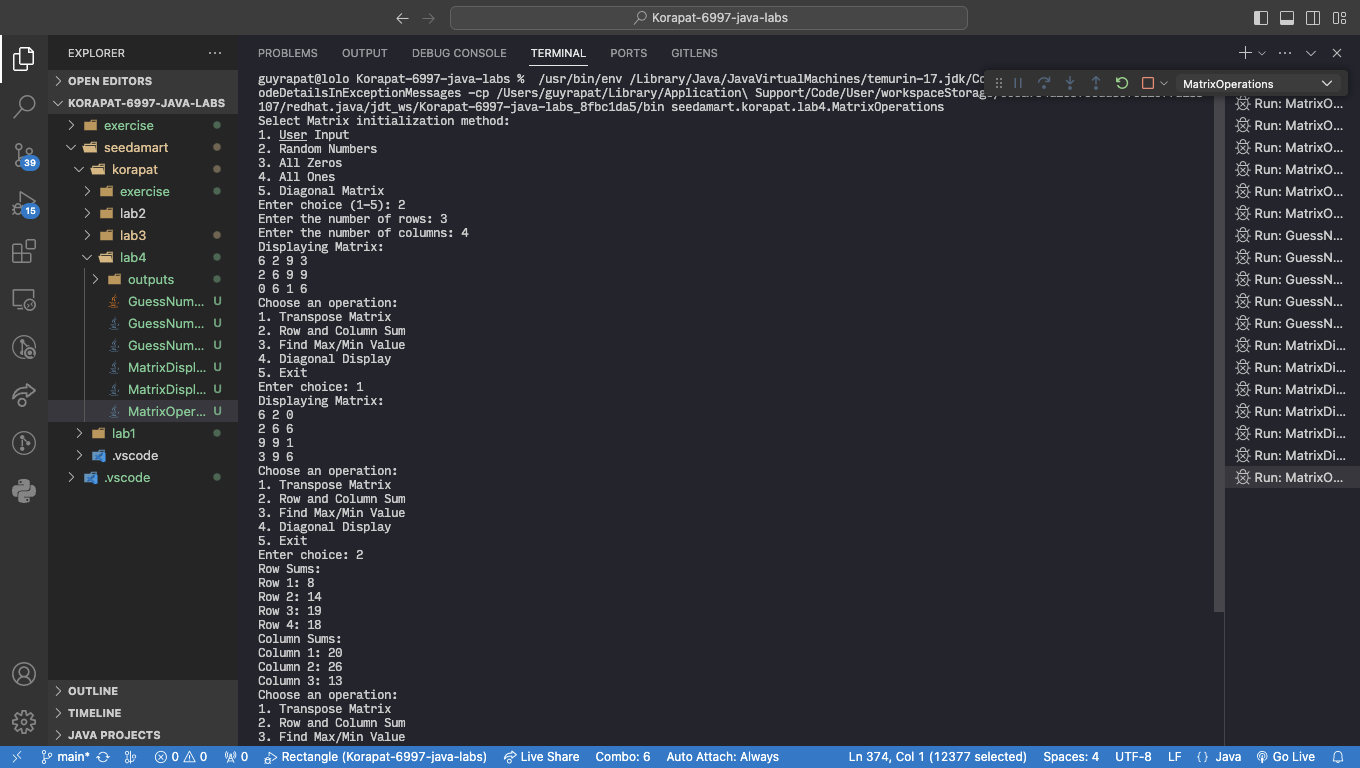 Korapat-6997-java-labs
EXPLORER
OPEN EDITORS
KORAPAT-6997-JAVA-LABS
exercise
seedamart
korapat
exercise
lab2
lab3
lab4
outputs
GuessNum... U
GuessNum... U
GuessNum... U
MatrixDispl... U
MatrixDispl... U
MatrixOper... U
lab1
.vscode
.vscode
OUTLINE
TIMELINE
JAVA PROJECTS
39
15
PROBLEMS OUTPUT DEBUG CONSOLE TERMINAL PORTS GITLENS
MatrixOperations
guyrapat@lolo Korapat-6997-java-labs % /usr/bin/env /Library/Java/JavaVirtualMachines/temurin-17.jdk/Co
odeDetailsInExceptionMessages -cp /Users/guyrapat/Library/Application\ Support/Code/User/workspaceStorage/
107/redhat.java/jdt_ws/Korapat-6997-java-labs_8fbc1da5/bin seedamart.korapat.lab4.MatrixOperations
Select Matrix initialization method:
1. User Input
2. Random Numbers
3. All Zeros
4. All Ones
5. Diagonal Matrix
Enter choice (1-5): 2
Enter the number of rows: 3
Enter the number of columns: 4
Displaying Matrix:
6 2 9 3
2 6 9 9
0 6 1 6
Choose an operation:
1. Transpose Matrix
2. Row and Column Sum
3. Find Max/Min Value
4. Diagonal Display
5. Exit
Enter choice: 1
Displaying Matrix:
6 2 0
2 6 6
9 9 1
3 9 6
Choose an operation:
1. Transpose Matrix
2. Row and Column Sum
3. Find Max/Min Value
4. Diagonal Display
5. Exit
Enter choice: 2
Row Sums:
Row 1: 8
Row 2: 14
Row 3: 19
Row 4: 18
Column Sums:
Column 1: 20
Column 2: 26
Column 3: 13
Choose an operation:
1. Transpose Matrix
2. Row and Column Sum
3. Find Max/Min Value
Run: MatrixO...
Run: MatrixO...
Run: MatrixO...
Run: MatrixO...
Run: MatrixO...
Run: MatrixO...
Run: GuessN...
Run: GuessN...
Run: GuessN...
Run: GuessN...
Run: GuessN...
Run: MatrixDi...
Run: MatrixDi...
Run: MatrixDi...
Run: MatrixDi...
Run: MatrixDi...
Run: MatrixDi...
Run: MatrixO...
main* 0 0 0 Rectangle (Korapat-6997-java-labs) Live Share Combo: 6 Auto Attach: Always Ln 374, Col 1 (12377 selected) Spaces: 4 UTF-8 LF {} Java Go Live